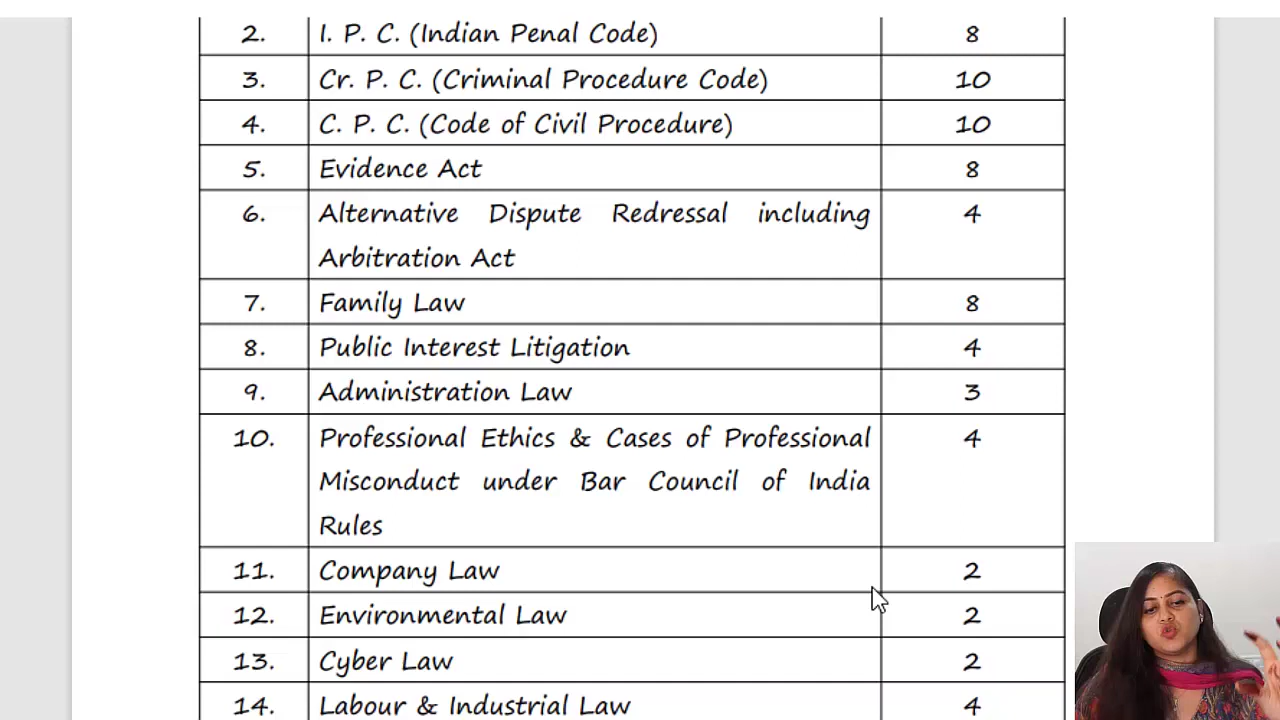 2. I. P. C. (Indian Penal Code) 8
3. Cr. P. C. (Criminal Procedure Code) 10
4. C. P. C. (Code of Civil Procedure) 10
5. Evidence Act 8
6. Alternative Dispute Redressal including 4
Arbitration Act
7. Family Law 8
8. Public Interest Litigation 4
9. Administration Law 3
10. Professional Ethics & Cases of Professional 4
Misconduct under Bar Council of India
Rules
11. Company Law 2
12. Environmental Law 2
13. Cyber Law 2
14. Labour & Industrial Law 4